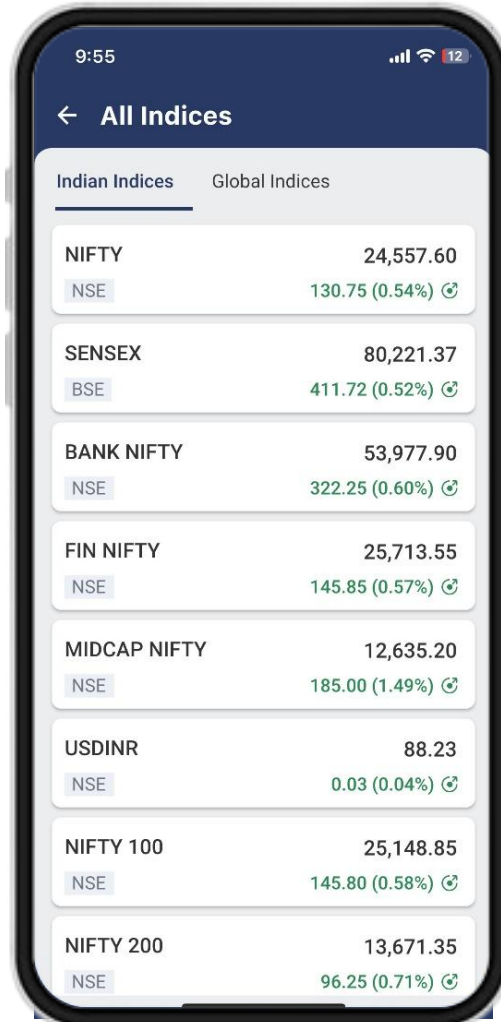 9:55
12
← All Indices
Indian Indices Global Indices
NIFTY 24,557.60
NSE 130.75 (0.54%)
SENSEX 80,221.37
BSE 411.72 (0.52%)
BANK NIFTY 53,977.90
NSE 322.25 (0.60%)
FIN NIFTY 25,713.55
NSE 145.85 (0.57%)
MIDCAP NIFTY 12,635.20
NSE 185.00 (1.49%)
USDINR 88.23
NSE 0.03 (0.04%)
NIFTY 100 25,148.85
NSE 145.80 (0.58%)
NIFTY 200 13,671.35
NSE 96.25 (0.71%)